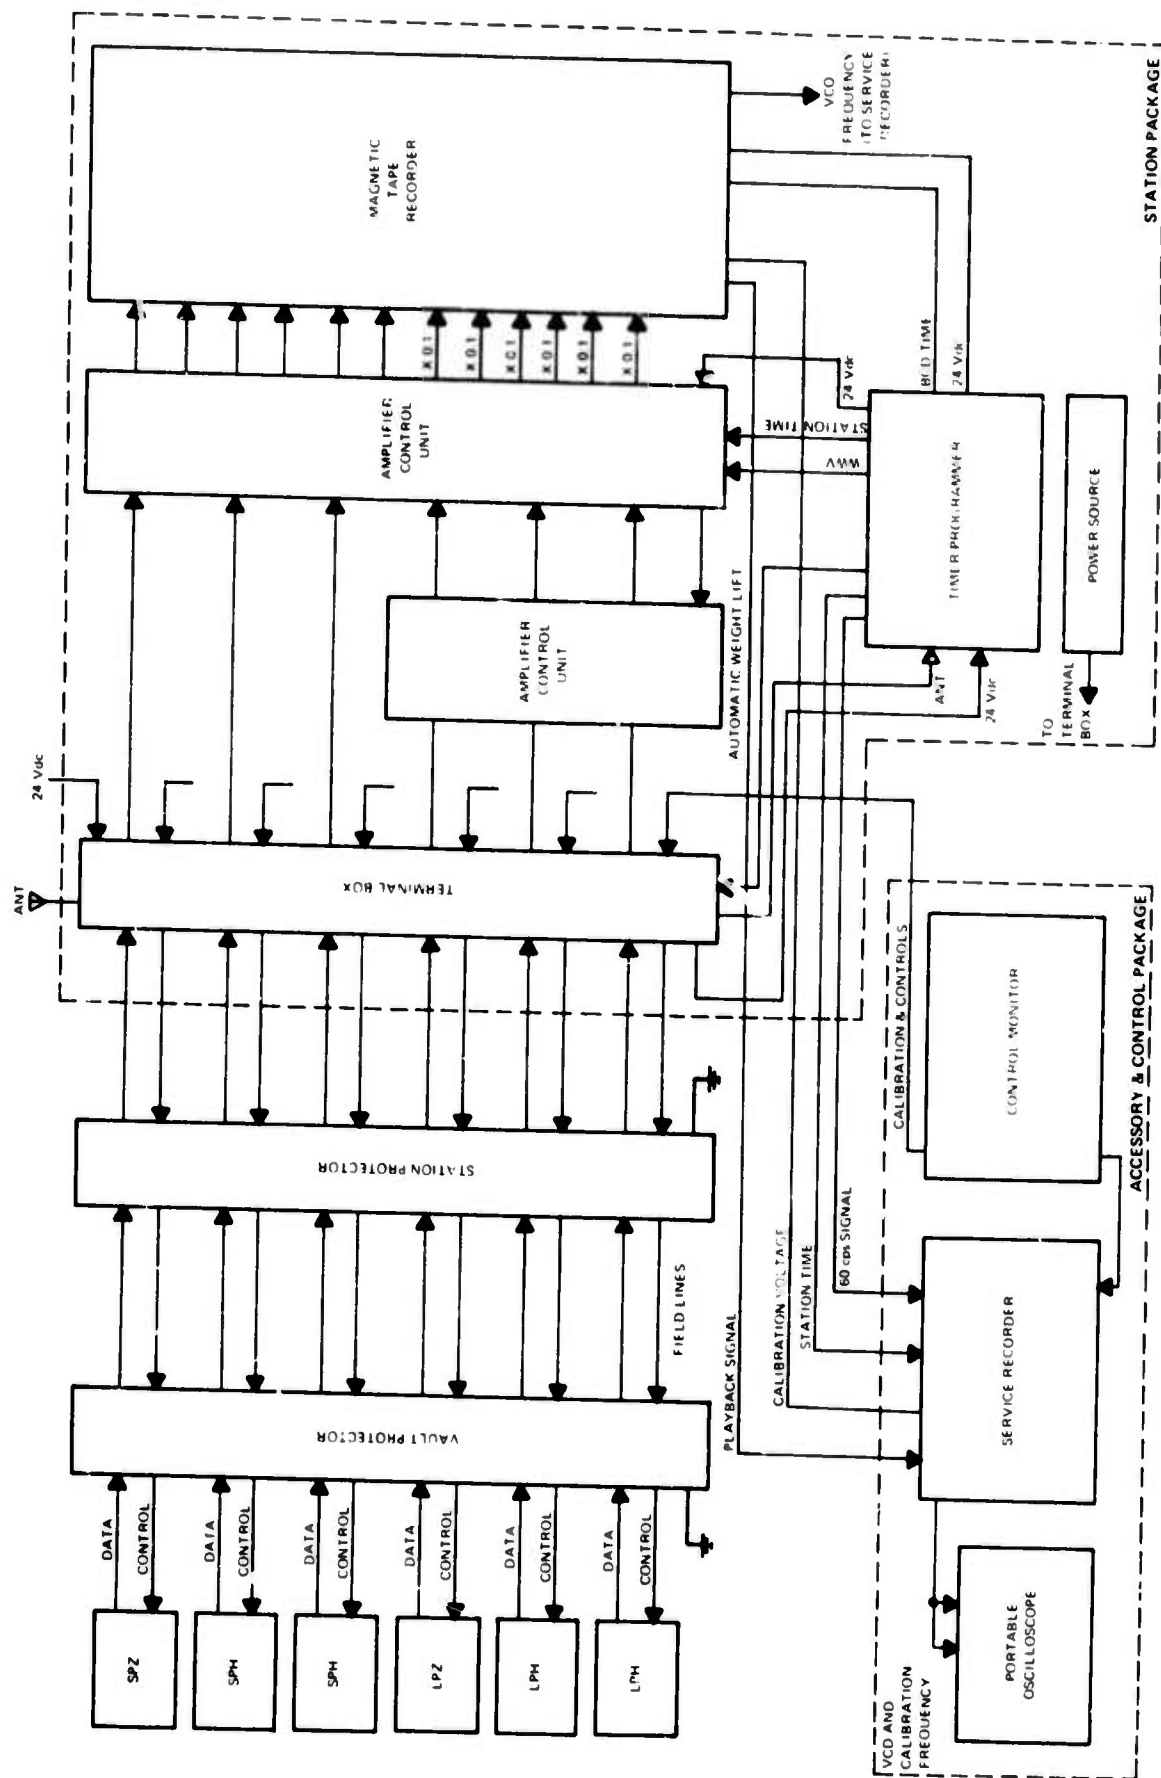 SPZ
SPH
SPH
LPZ
LPH
LPH
DATA
CONTROL
DATA
CONTROL
DATA
CONTROL
DATA
CONTROL
DATA
CONTROL
DATA
CONTROL
VAULT PROTECTOR
FIELD LINES
STATION PROTECTOR
ANT
24 Vdc
TERMINAL BOX
AMPLIFIER
CONTROL
UNIT
AUTOMATIC WEIGHT LIFT
AMPLIFIER
CONTROL
UNIT
X 0.1
X 0.1
X 0.1
X 0.1
X 0.1
X 0.1
MAGNETIC
TAPE
RECORDER
VCO
FREQUENCY
(TO SERVICE
RECORDER)
WWV
STATION TIME
24 Vdc
BCD TIME
24 Vdc
TIMER PROGRAMMER
ANT
24 Vdc
POWER SOURCE
TO
TERMINAL
BOX
STATION PACKAGE
PLAYBACK SIGNAL
CALIBRATION VOLTAGE
STATION TIME
60 cps SIGNAL
CALIBRATION & CONTROLS
VCD AND
CALIBRATION
FREQUENCY
PORTABLE
OSCILLOSCOPE
SERVICE RECORDER
CONTROL MONITOR
ACCESSORY & CONTROL PACKAGE